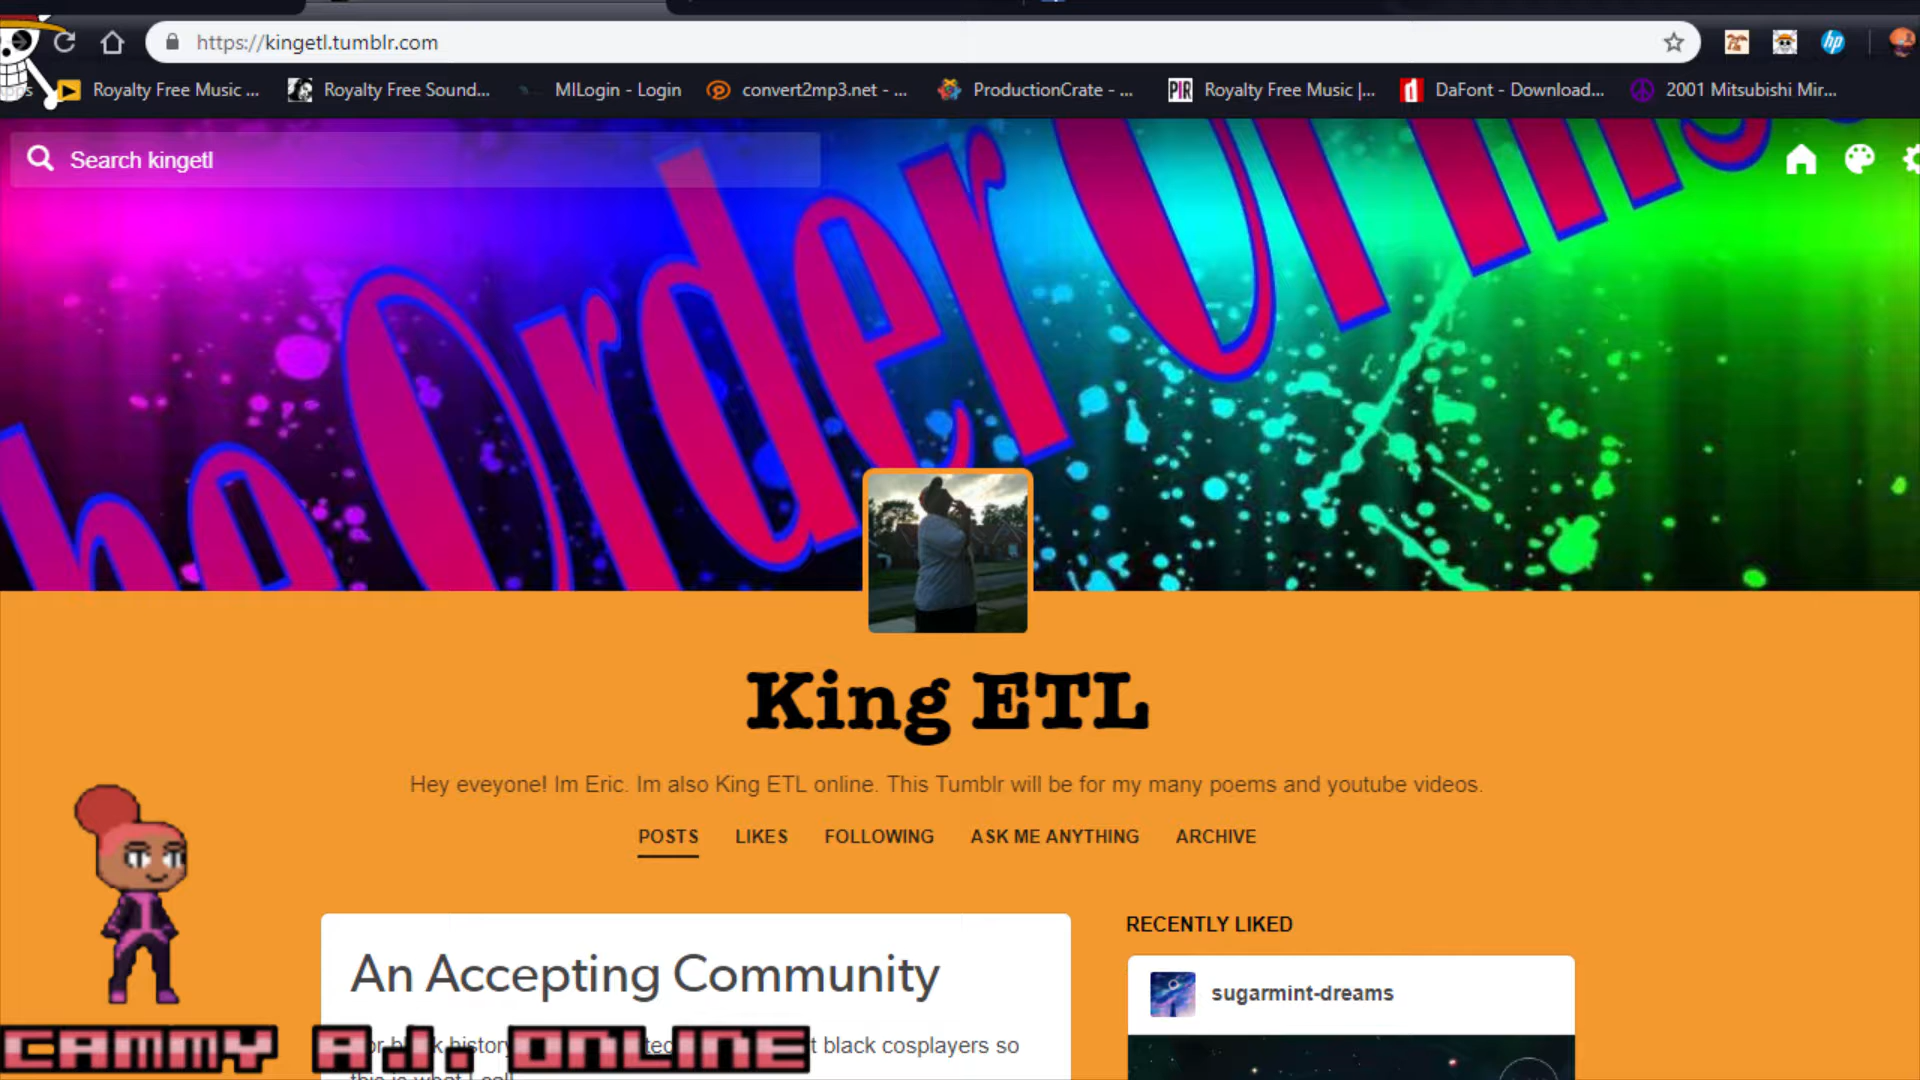 https://kingetl.tumblr.com
Royalty Free Music ... Royalty Free Sound... MILogin - Login convert2mp3.net - ... ProductionCrate - ... Royalty Free Music |... DaFont - Download... 2001 Mitsubishi Mir...
Search kingetl
Order
King ETL
Hey eveyone! Im Eric. Im also King ETL online. This Tumblr will be for my many poems and youtube videos.
POSTS LIKES FOLLOWING ASK ME ANYTHING ARCHIVE
An Accepting Community
RECENTLY LIKED
sugarmint-dreams
history
black cosplayers so
CAMMY A.I. ONLINE